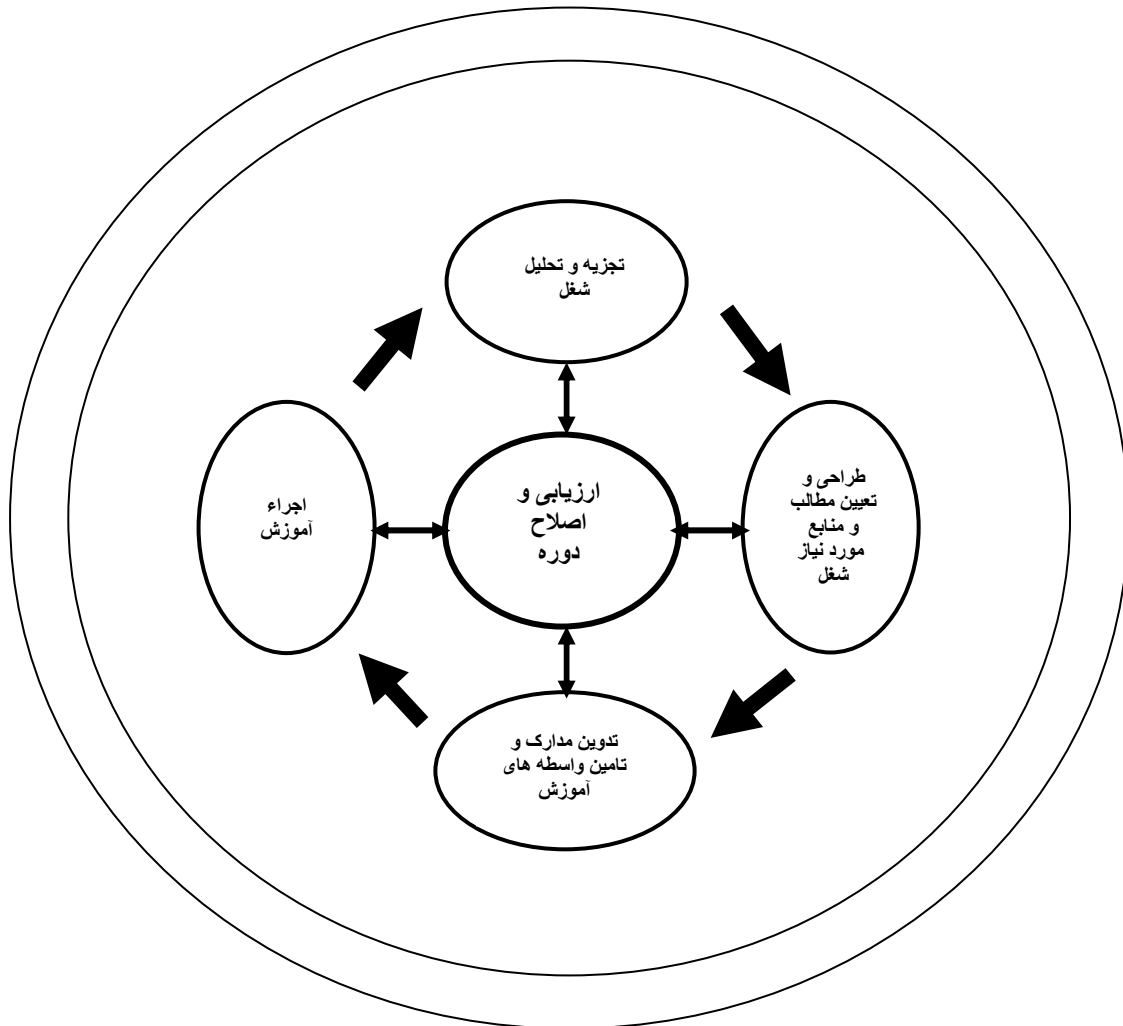 تجزیه و تحلیل
شغل
طراحی و
تعیین مطالب
و منابع
مورد نیاز
شغل
ارزیابی و
اصلاح
دوره
اجراء
آموزش
تدوین مدارک و
تامین واسطه های
آموزش